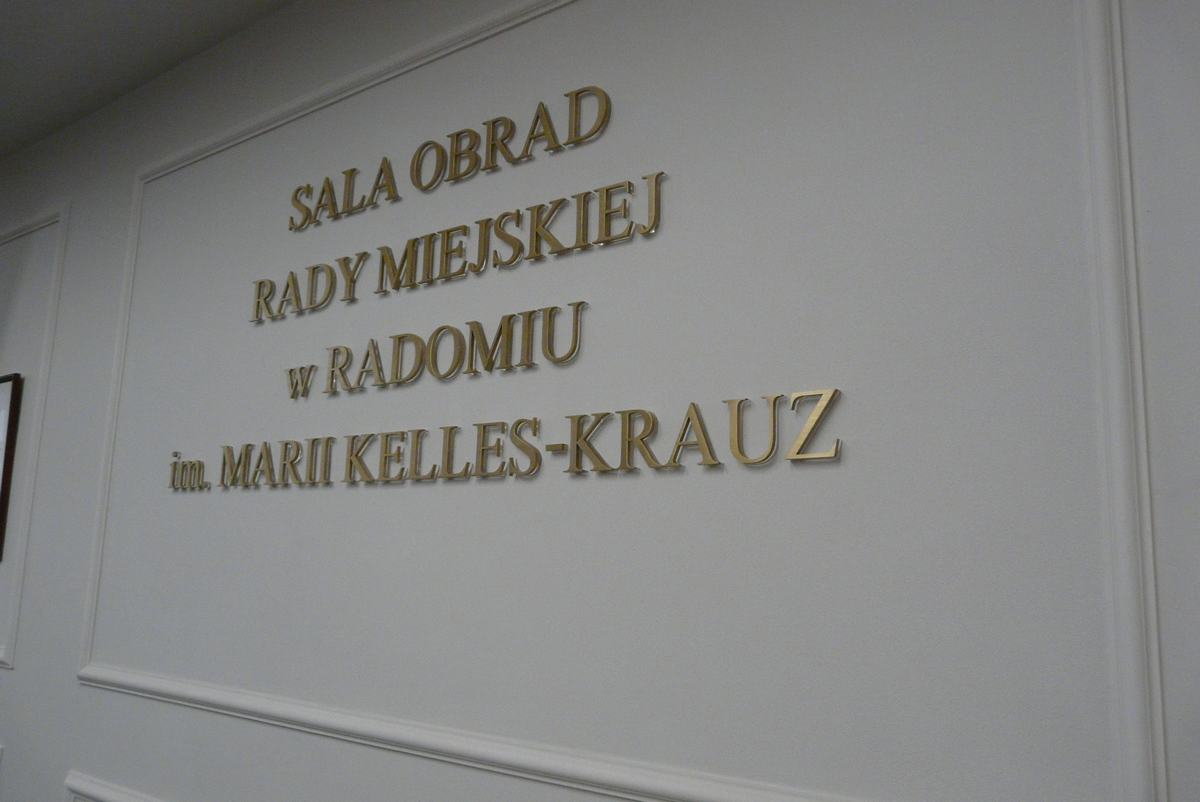 SALA OBRAD
RADY MIEJSKIEJ
w RADOMIU
im. MARII KELLES-KRAUZ